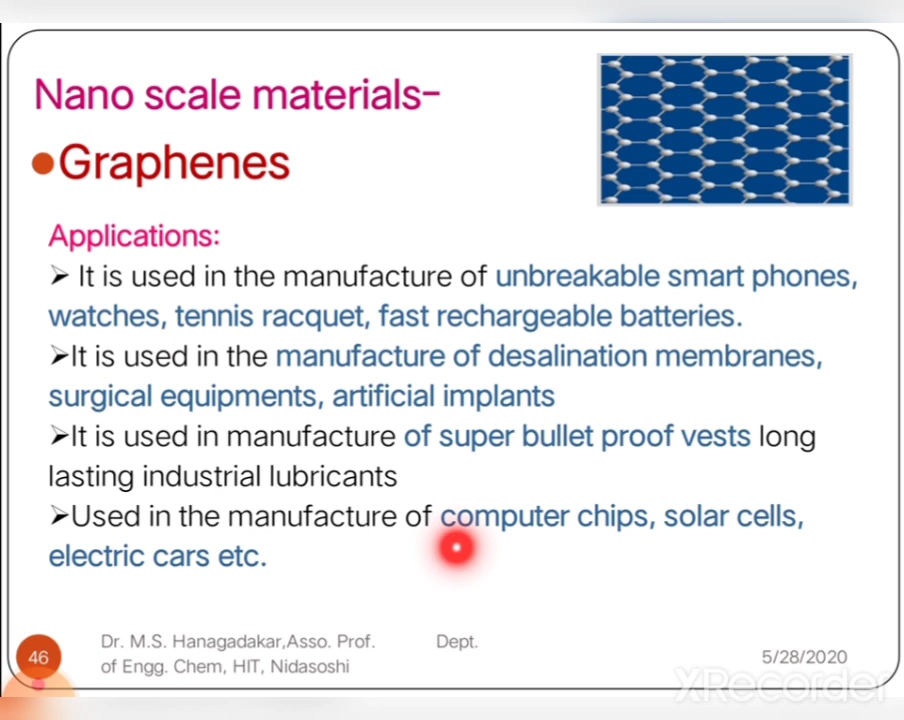 Nano scale materials–
Graphenes
Applications:
➤ It is used in the manufacture of unbreakable smart phones,
watches, tennis racquet, fast rechargeable batteries.
➤It is used in the manufacture of desalination membranes,
surgical equipments, artificial implants
➤It is used in manufacture of super bullet proof vests long
lasting industrial lubricants
➤Used in the manufacture of computer chips, solar cells,
electric cars etc.
46
Dr. M.S. Hanagadakar,Asso. Prof. Dept.
of Engg. Chem, HIT, Nidasoshi
5/28/2020
XRecorder